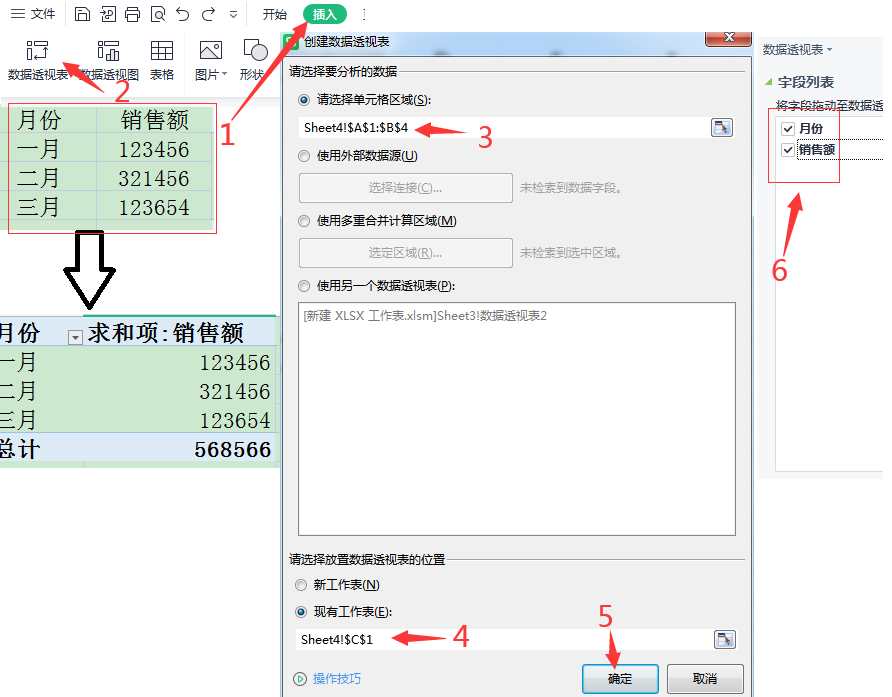 文件 开始 插入
数据透视表 数据透视图 表格 图片 形状
2
1
月份 销售额
一月 123456
二月 321456
三月 123654
月份 求和项:销售额
一月 123456
二月 321456
三月 123654
总计 568566
创建数据透视表
请选择要分析的数据
请选择单元格区域(S):
Sheet4!$A$1:$B$4
3
使用外部数据源(U)
选择连接(C)... 未检索到数据字段。
使用多重合并计算区域(M)
选定区域(R)... 未检索到选中区域。
使用另一个数据透视表(P):
[新建 XLSX 工作表.xlsm]Sheet3!数据透视表2
请选择放置数据透视表的位置
新工作表(N)
现有工作表(E):
Sheet4!$C$1
4
5
操作技巧 确定 取消
数据透视表
字段列表
将字段拖动至数据透
月份
销售额
6